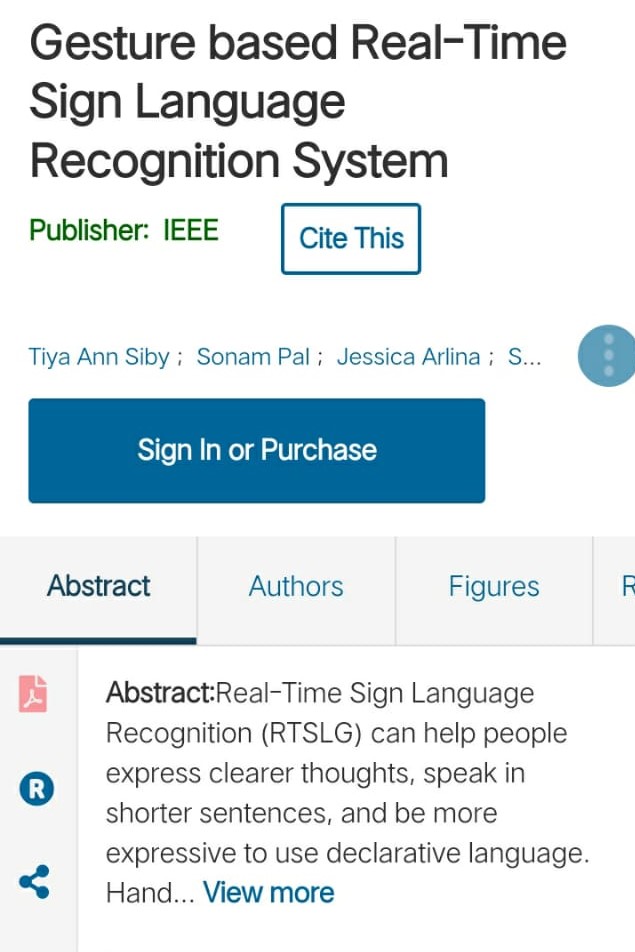 Gesture based Real-Time
Sign Language
Recognition System
Publisher: IEEE
Cite This
Tiya Ann Siby ; Sonam Pal ; Jessica Arlina ; S...
Sign In or Purchase
Abstract
Authors
Figures
R
R
Abstract:Real-Time Sign Language
Recognition (RTSLG) can help people
express clearer thoughts, speak in
shorter sentences, and be more
expressive to use declarative language.
Hand... View more